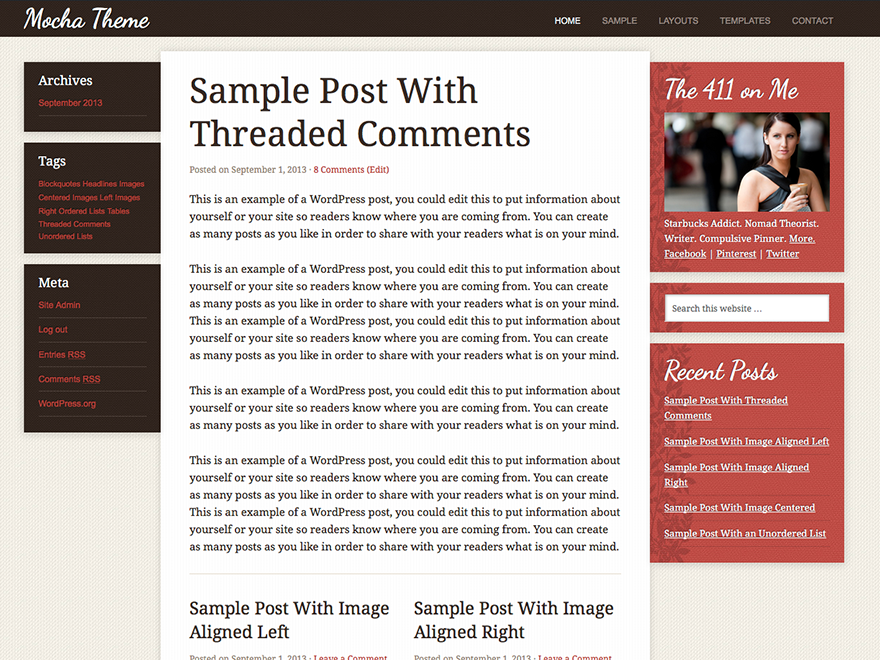 Mocha Theme
HOME SAMPLE LAYOUTS TEMPLATES CONTACT
Archives
September 2013
Tags
Blockquotes Headlines Images
Centered Images Left Images
Right Ordered Lists Tables
Threaded Comments
Unordered Lists
Meta
Site Admin
Log out
Entries RSS
Comments RSS
WordPress.org
Sample Post With
Threaded Comments
Posted on September 1, 2013 · 8 Comments (Edit)
This is an example of a WordPress post, you could edit this to put information about
yourself or your site so readers know where you are coming from. You can create
as many posts as you like in order to share with your readers what is on your mind.
This is an example of a WordPress post, you could edit this to put information about
yourself or your site so readers know where you are coming from. You can create
as many posts as you like in order to share with your readers what is on your mind.
This is an example of a WordPress post, you could edit this to put information about
yourself or your site so readers know where you are coming from. You can create
as many posts as you like in order to share with your readers what is on your mind.
This is an example of a WordPress post, you could edit this to put information about
yourself or your site so readers know where you are coming from. You can create
as many posts as you like in order to share with your readers what is on your mind.
This is an example of a WordPress post, you could edit this to put information about
yourself or your site so readers know where you are coming from. You can create
as many posts as you like in order to share with your readers what is on your mind.
This is an example of a WordPress post, you could edit this to put information about
yourself or your site so readers know where you are coming from. You can create
as many posts as you like in order to share with your readers what is on your mind.
Sample Post With Image
Aligned Left
Posted on September 1, 2013 · Leave a Comment
Sample Post With Image
Aligned Right
Posted on September 1, 2013 · Leave a Comment
The 411 on Me
Starbucks Addict. Nomad Theorist.
Writer. Compulsive Pinner. More.
Facebook | Pinterest | Twitter
Search this website ...
Recent Posts
Sample Post With Threaded
Comments
Sample Post With Image Aligned Left
Sample Post With Image Aligned
Right
Sample Post With Image Centered
Sample Post With an Unordered List